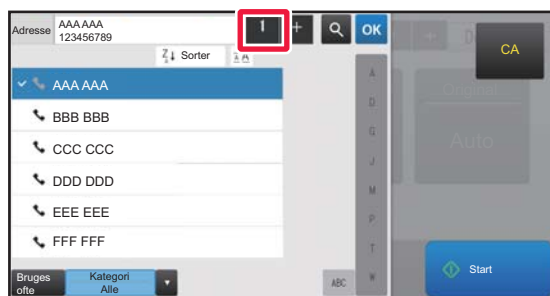 Adresse
AAA AAA
123456789
1
+
OK
CA
Sorter
AAA AAA
BBB BBB
CCC CCC
DDD DDD
EEE EEE
FFF FFF
A
D
G
J
M
P
T
W
Original
Auto
Bruges
ofte
Kategori
Alle
ABC
Start